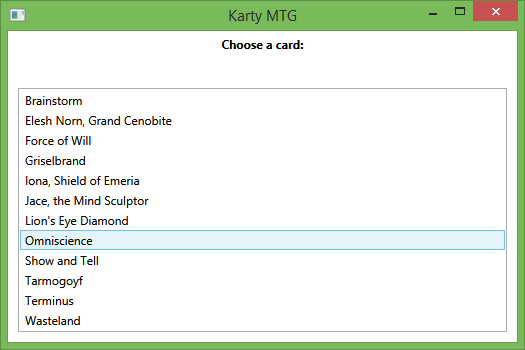 Karty MTG
Choose a card:
Brainstorm
Elesh Norn, Grand Cenobite
Force of Will
Griselbrand
Iona, Shield of Emeria
Jace, the Mind Sculptor
Lion's Eye Diamond
Omniscience
Show and Tell
Tarmogoyf
Terminus
Wasteland